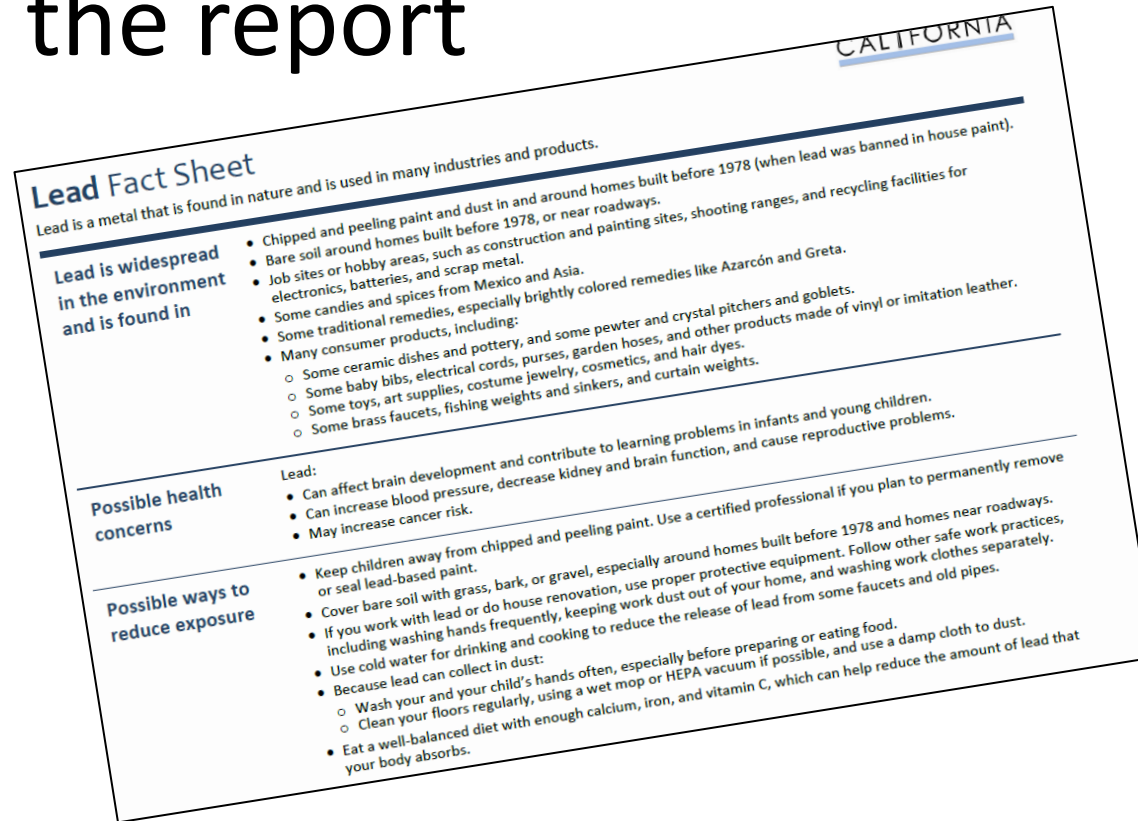 the report
CALIFORNIA
Lead Fact Sheet
Lead is a metal that is found in nature and is used in many industries and products.
Lead is widespread
in the environment
and is found in
• Chipped and peeling paint and dust in and around homes built before 1978 (when lead was banned in house paint).
• Bare soil around homes built before 1978, or near roadways.
• Job sites or hobby areas, such as construction and painting sites, shooting ranges, and recycling facilities for
electronics, batteries, and scrap metal.
• Some candies and spices from Mexico and Asia.
• Some traditional remedies, especially brightly colored remedies like Azarcón and Greta.
• Many consumer products, including:
○ Some ceramic dishes and pottery, and some pewter and crystal pitchers and goblets.
○ Some baby bibs, electrical cords, purses, garden hoses, and other products made of vinyl or imitation leather.
○ Some toys, art supplies, costume jewelry, cosmetics, and hair dyes.
○ Some brass faucets, fishing weights and sinkers, and curtain weights.
Possible health
concerns
Lead:
• Can affect brain development and contribute to learning problems in infants and young children.
• Can increase blood pressure, decrease kidney and brain function, and cause reproductive problems.
• May increase cancer risk.
Possible ways to
reduce exposure
• Keep children away from chipped and peeling paint. Use a certified professional if you plan to permanently remove
or seal lead-based paint.
• Cover bare soil with grass, bark, or gravel, especially around homes built before 1978 and homes near roadways.
• If you work with lead or do house renovation, use proper protective equipment. Follow other safe work practices,
including washing hands frequently, keeping work dust out of your home, and washing work clothes separately.
• Use cold water for drinking and cooking to reduce the release of lead from some faucets and old pipes.
• Because lead can collect in dust:
○ Wash your and your child's hands often, especially before preparing or eating food.
○ Clean your floors regularly, using a wet mop or HEPA vacuum if possible, and use a damp cloth to dust.
• Eat a well-balanced diet with enough calcium, iron, and vitamin C, which can help reduce the amount of lead that
your body absorbs.